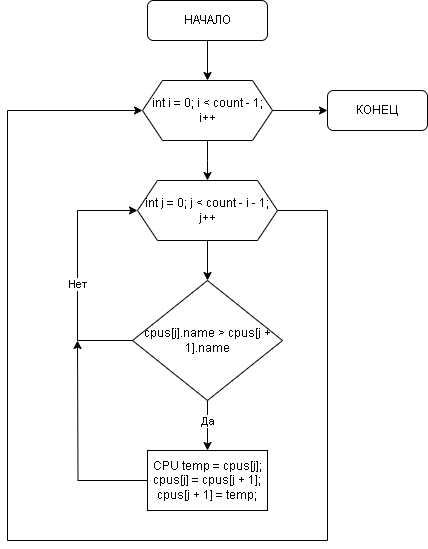 НАЧАЛО
int i = 0; i < count - 1;
i++
КОНЕЦ
int j = 0; j < count - i - 1;
j++
Нет
cpus[j].name > cpus[j +
1].name
Да
CPU temp = cpus[j];
cpus[j] = cpus[j + 1];
cpus[j + 1] = temp;